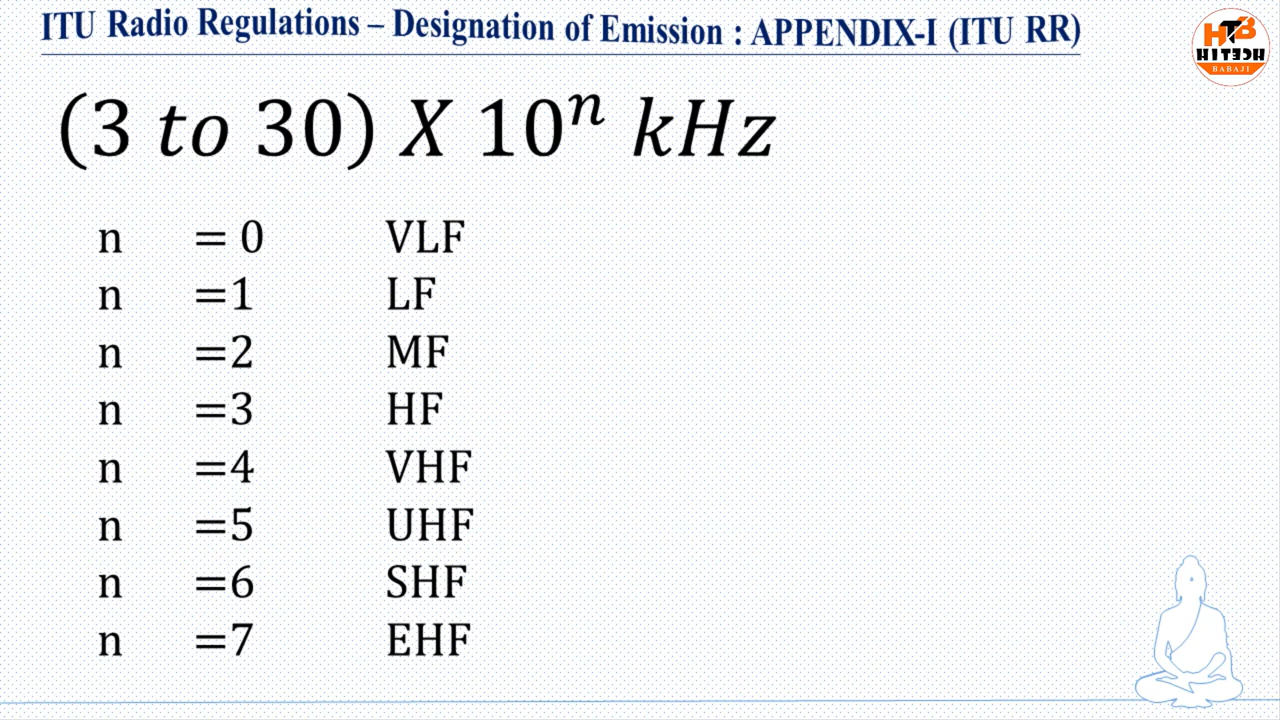 ITU Radio Regulations – Designation of Emission : APPENDIX-I (ITU RR)
HTB
HITECH
BABAJI
(3 to 30) X 10ⁿ kHz
n = 0 VLF
n =1 LF
n =2 MF
n =3 HF
n =4 VHF
n =5 UHF
n =6 SHF
n =7 EHF